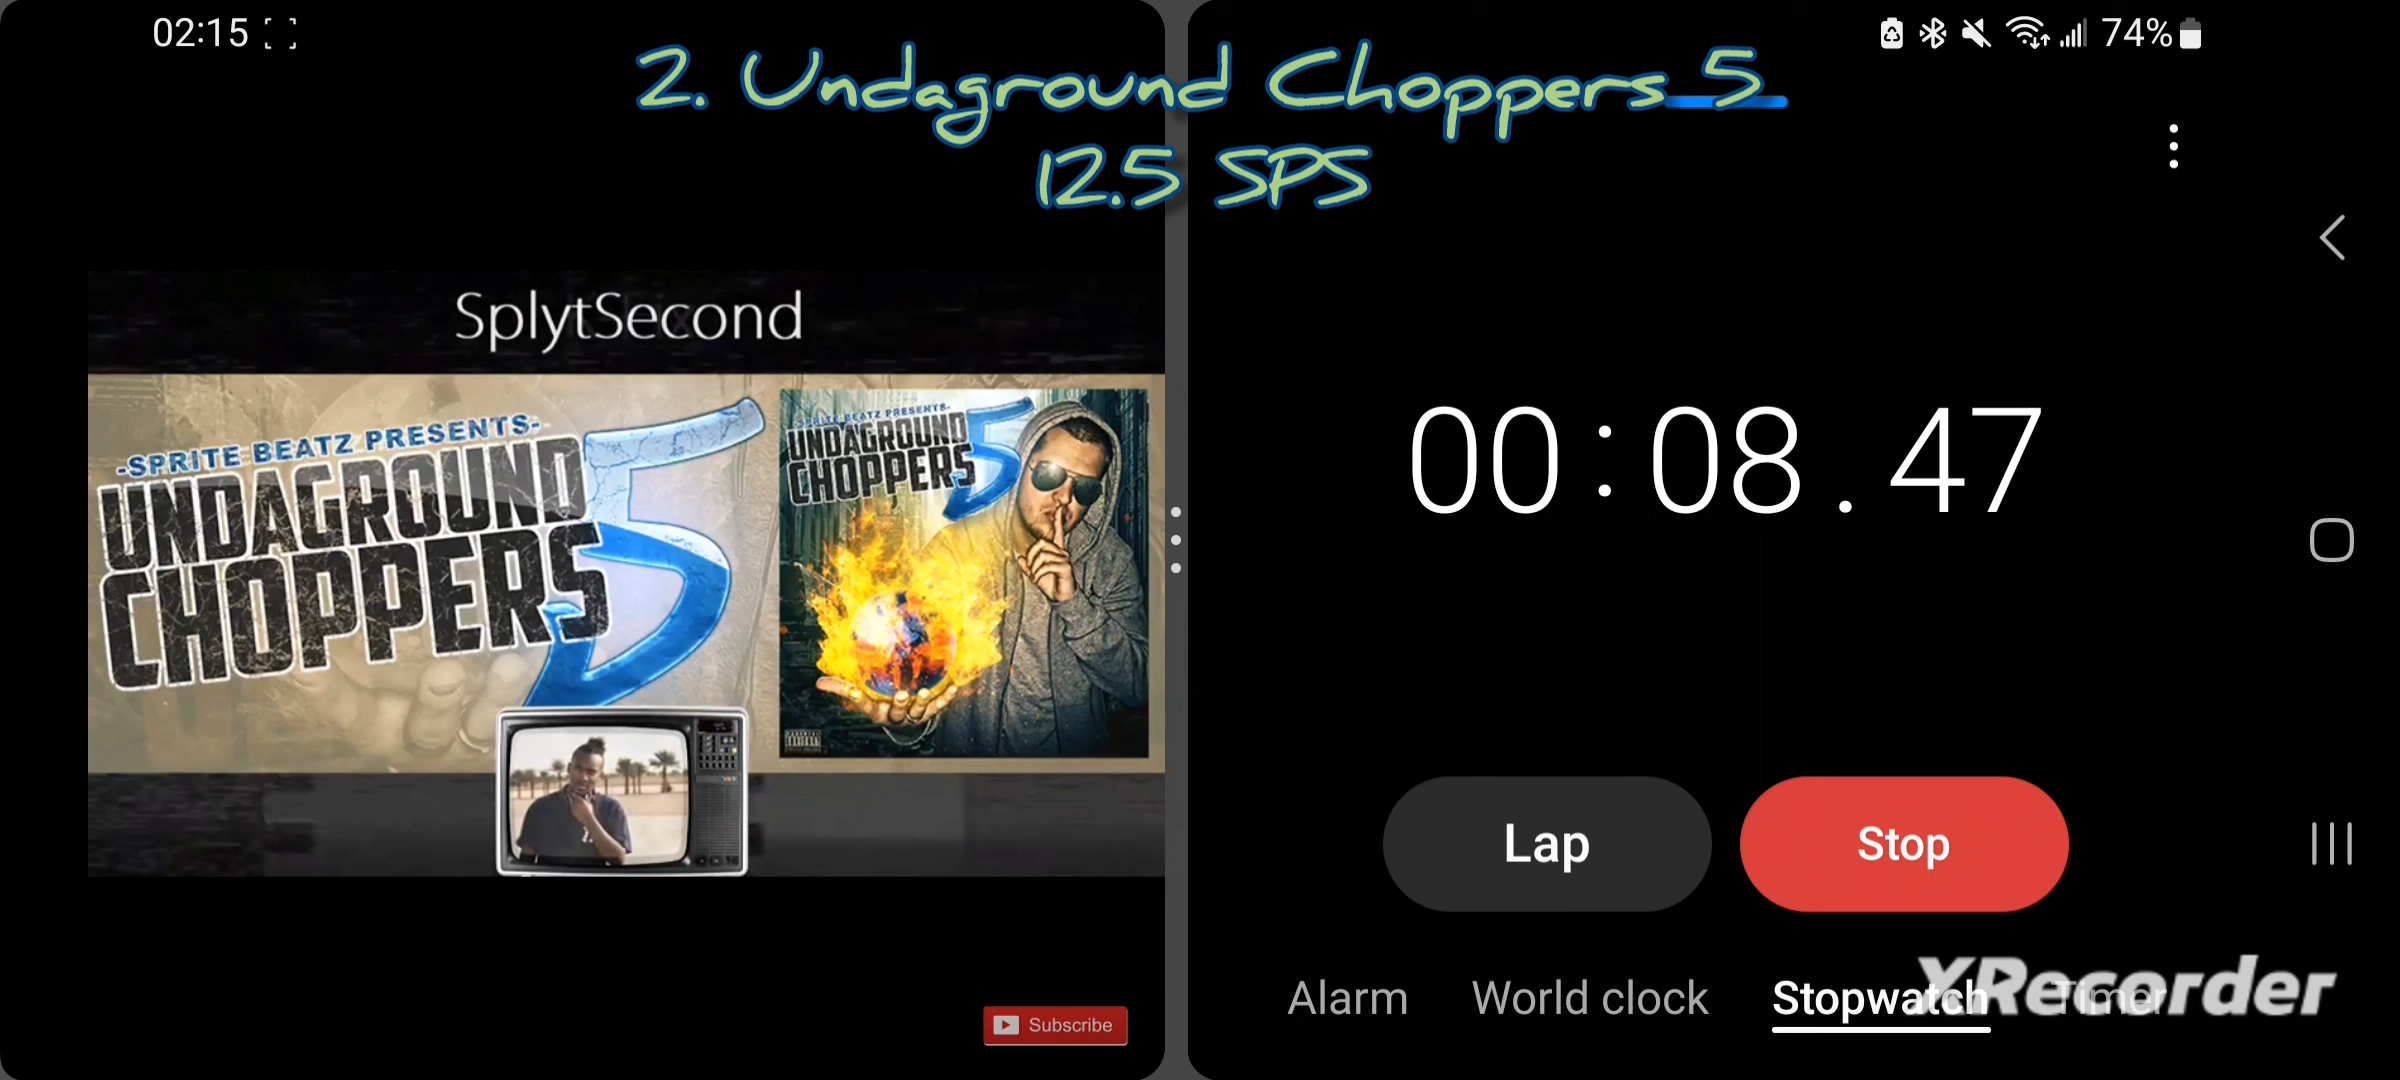 02:15
74%
2. Undaground Choppers 5
12.5 SPS
SplytSecond
-SPRITE BEATZ PRESENTS-
UNDAGROUND
CHOPPERS
5
-SPRITE BEATZ PRESENTS-
UNDAGROUND
CHOPPERS
5
Subscribe
00:08.47
Lap
Stop
Alarm
World clock
Stopwatch
Timer
XRecorder